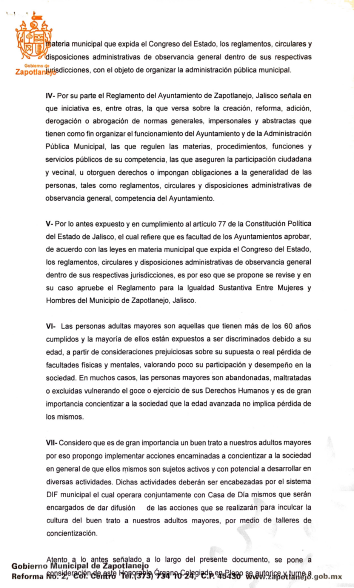 materia municipal que expida el Congreso del Estado, los reglamentos, circulares y
disposiciones administrativas de observancia general dentro de sus respectivas
Gobierno de
Zapotlanejo
jurisdicciones, con el objeto de organizar la administración pública municipal.
IV- Por su parte el Reglamento del Ayuntamiento de Zapotlanejo, Jalisco señala en
que iniciativa es, entre otras, la que versa sobre la creación, reforma, adición,
derogación o abrogación de normas generales, impersonales y abstractas que
tienen como fin organizar el funcionamiento del Ayuntamiento y de la Administración
Pública Municipal, las que regulen las materias, procedimientos, funciones y
servicios públicos de su competencia, las que aseguren la participación ciudadana
y vecinal, u otorguen derechos o impongan obligaciones a la generalidad de las
personas, tales como reglamentos, circulares y disposiciones administrativas de
observancia general, competencia del Ayuntamiento.
V- Por lo antes expuesto y en cumplimiento al artículo 77 de la Constitución Política
del Estado de Jalisco, el cual refiere que es facultad de los Ayuntamientos aprobar,
de acuerdo con las leyes en materia municipal que expida el Congreso del Estado,
los reglamentos, circulares y disposiciones administrativas de observancia general
dentro de sus respectivas jurisdicciones, es por eso que se propone se revise y en
su caso apruebe el Reglamento para la Igualdad Sustantiva Entre Mujeres y
Hombres del Municipio de Zapotlanejo, Jalisco.
VI- Las personas adultas mayores son aquellas que tienen más de los 60 años
cumplidos y la mayoría de ellos están expuestos a ser discriminados debido a su
edad, a partir de consideraciones prejuiciosas sobre su supuesta o real pérdida de
facultades físicas y mentales, valorando poco su participación y desempeño en la
sociedad. En muchos casos, las personas mayores son abandonadas, maltratadas
o excluidas vulnerando el goce o ejercicio de sus Derechos Humanos y es de gran
importancia concientizar a la sociedad que la edad avanzada no implica pérdida de
los mismos.
VII- Considero que es de gran importancia un buen trato a nuestros adultos mayores
por eso propongo implementar acciones encaminadas a concientizar a la sociedad
en general de que ellos mismos son sujetos activos y con potencial a desarrollar en
diversas actividades. Dichas actividades deberán ser encabezadas por el sistema
DIF municipal el cual operara conjuntamente con Casa de Día mismos que serán
encargados de dar difusión de las acciones que se realizarán para inculcar la
cultura del buen trato a nuestros adultos mayores, por medio de talleres de
concientización.
Atento a lo antes señalado a lo largo del presente documento, se pone a
consideración de este Honorable Órgano Colegiado en Pleno se autorice y turne a
Gobierno Municipal de Zapotlanejo
Reforma No. 2, Col. Centro Tel.(373) 734 10 24, C.P. 45430 www.zapotlanejo.gob.mx